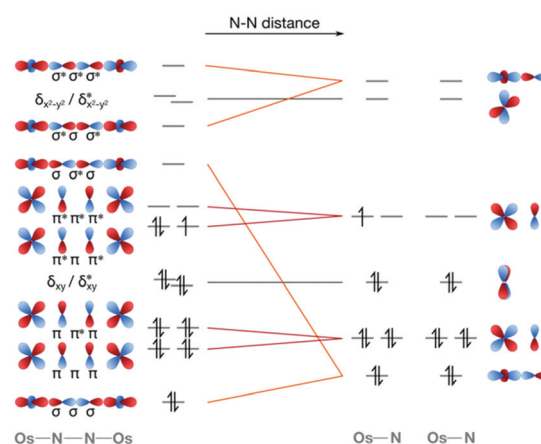 N-N distance
σ* σ* σ*
δx²-y² / δ*x²-y²
σ* σ σ*
σ σ* σ
π* π* π*
π* π π*
δxy / δ*xy
π π* π
π π π
σ σ σ
Os—N—N—Os
Os—N
Os—N